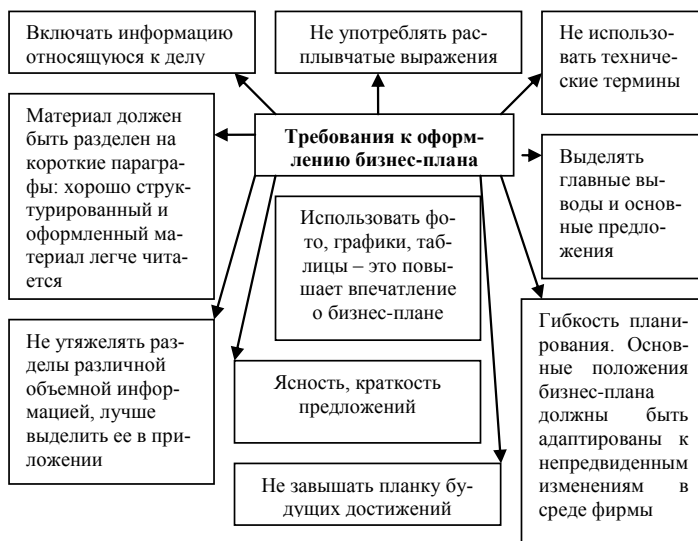 Включать информацию
относящуюся к делу
Не употреблять рас-
плывчатые выражения
Не использо-
вать техниче-
ские термины
Материал должен
быть разделен на
короткие парагра-
фы: хорошо струк-
турированный и
оформленный ма-
териал легче чита-
ется
Требования к оформ-
лению бизнес-плана
Выделять
главные вы-
воды и основ-
ные предло-
жения
Использовать фо-
то, графики, таб-
лицы – это повы-
шает впечатление
о бизнес-плане
Не утяжелять раз-
делы различной
объемной инфор-
мацией, лучше
выделить ее в при-
ложении
Ясность, краткость
предложений
Гибкость плани-
рования. Основ-
ные положения
бизнес-плана
должны быть
адаптированы к
непредвиденным
изменениям в
среде фирмы
Не завышать планку бу-
дущих достижений